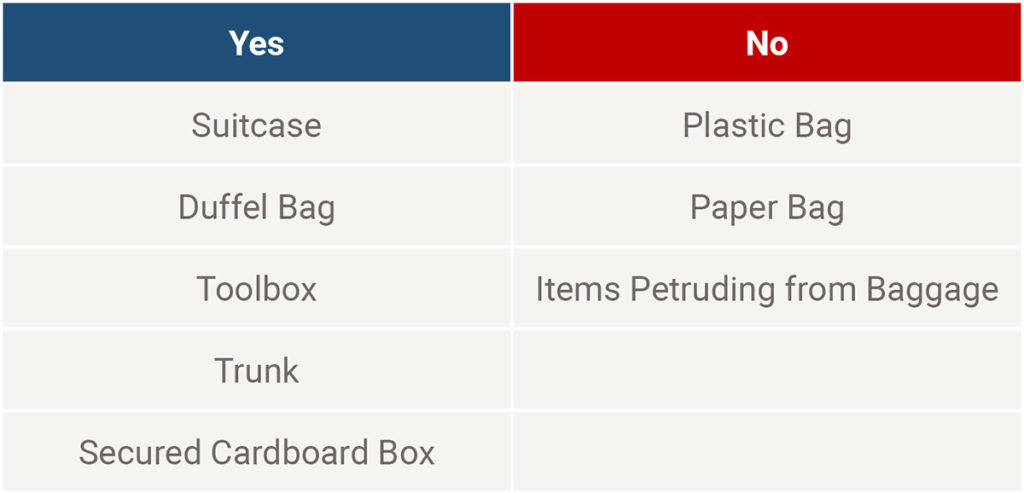 Yes No
Suitcase Plastic Bag
Duffel Bag Paper Bag
Toolbox Items Petruding from Baggage
Trunk
Secured Cardboard Box